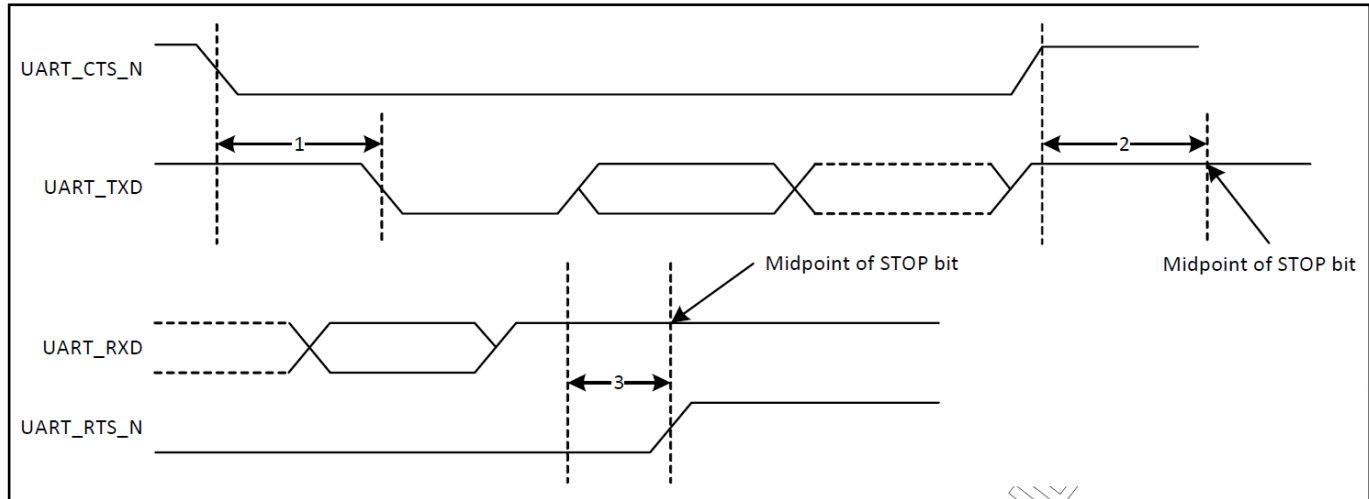 UART_CTS_N
1
2
UART_TXD
Midpoint of STOP bit
Midpoint of STOP bit
UART_RXD
3
UART_RTS_N